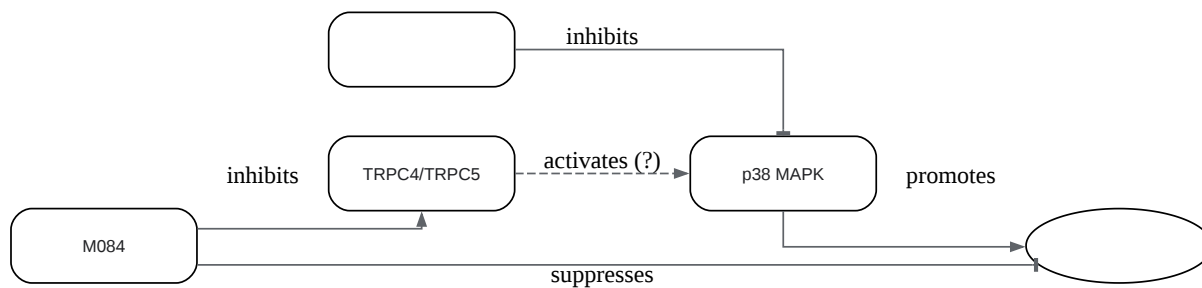 inhibits
activates (?)
TRPC4/TRPC5
p38 MAPK
inhibits
promotes
M084
suppresses